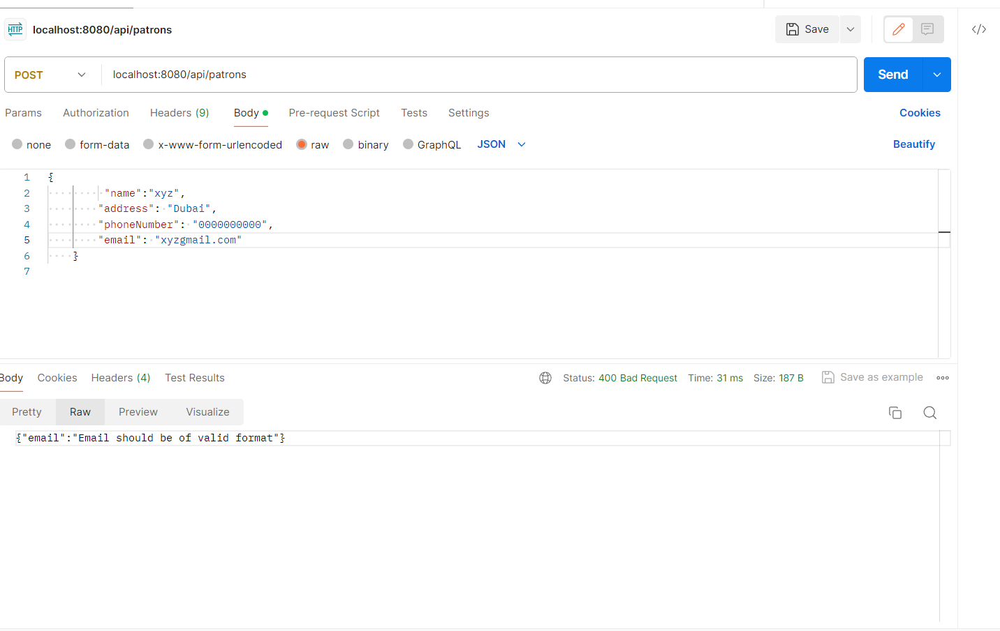 HTTP localhost:8080/api/patrons Save </>
POST localhost:8080/api/patrons Send
Params Authorization Headers (9) Body Pre-request Script Tests Settings Cookies
none form-data x-www-form-urlencoded raw binary GraphQL JSON Beautify
1 {
2 "name":"xyz",
3 "address": "Dubai",
4 "phoneNumber": "0000000000",
5 "email": "xyzgmail.com"
6 }
7
Body Cookies Headers (4) Test Results Status: 400 Bad Request Time: 31 ms Size: 187 B Save as example
Pretty Raw Preview Visualize
{"email":"Email should be of valid format"}